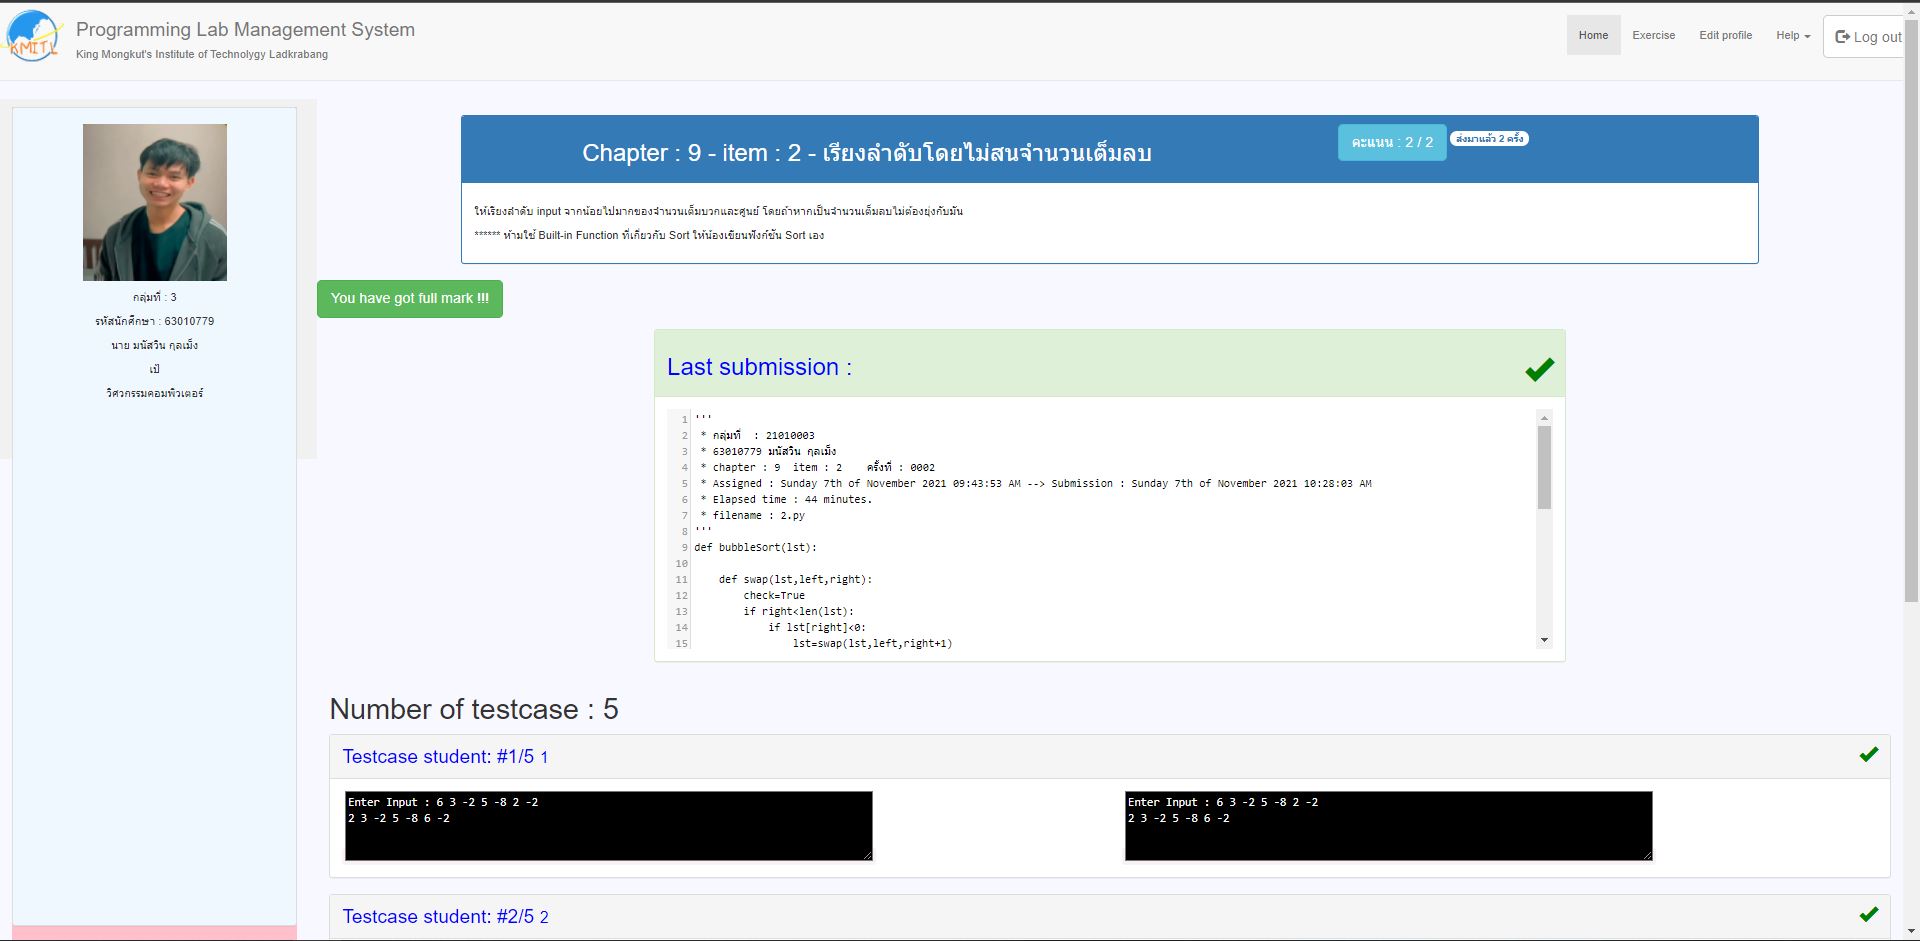 KMITL
Programming Lab Management System
King Mongkut's Institute of Technolygy Ladkrabang
Home
Exercise
Edit profile
Help
Log out
กลุ่มที่ : 3
รหัสนักศึกษา : 63010779
นาย มนัสวิน กุลเม็ง
เป๋
วิศวกรรมคอมพิวเตอร์
Chapter : 9 - item : 2 - เรียงลำดับโดยไม่สนจำนวนเต็มลบ
คะแนน : 2 / 2
ส่งมาแล้ว 2 ครั้ง
ให้เรียงลำดับ input จากน้อยไปมากของจำนวนเต็มบวกและศูนย์ โดยถ้าหากเป็นจำนวนเต็มลบไม่ต้องยุ่งกับมัน
****** ห้ามใช้ Built-in Function ที่เกี่ยวกับ Sort ให้น้องเขียนฟังก์ชั่น Sort เอง
You have got full mark !!!
Last submission :
1 '''
2 * กลุ่มที่ : 21010003
3 * 63010779 มนัสวิน กุลเม็ง
4 * chapter : 9 item : 2 ครั้งที่ : 0002
5 * Assigned : Sunday 7th of November 2021 09:43:53 AM --> Submission : Sunday 7th of November 2021 10:28:03 AM
6 * Elapsed time : 44 minutes.
7 * filename : 2.py
8 '''
9 def bubbleSort(lst):
10
11 def swap(lst,left,right):
12 check=True
13 if right<len(lst):
14 if lst[right]<0:
15 lst=swap(lst,left,right+1)
Number of testcase : 5
Testcase student: #1/5 1
Enter Input : 6 3 -2 5 -8 2 -2
2 3 -2 5 -8 6 -2
Enter Input : 6 3 -2 5 -8 2 -2
2 3 -2 5 -8 6 -2
Testcase student: #2/5 2